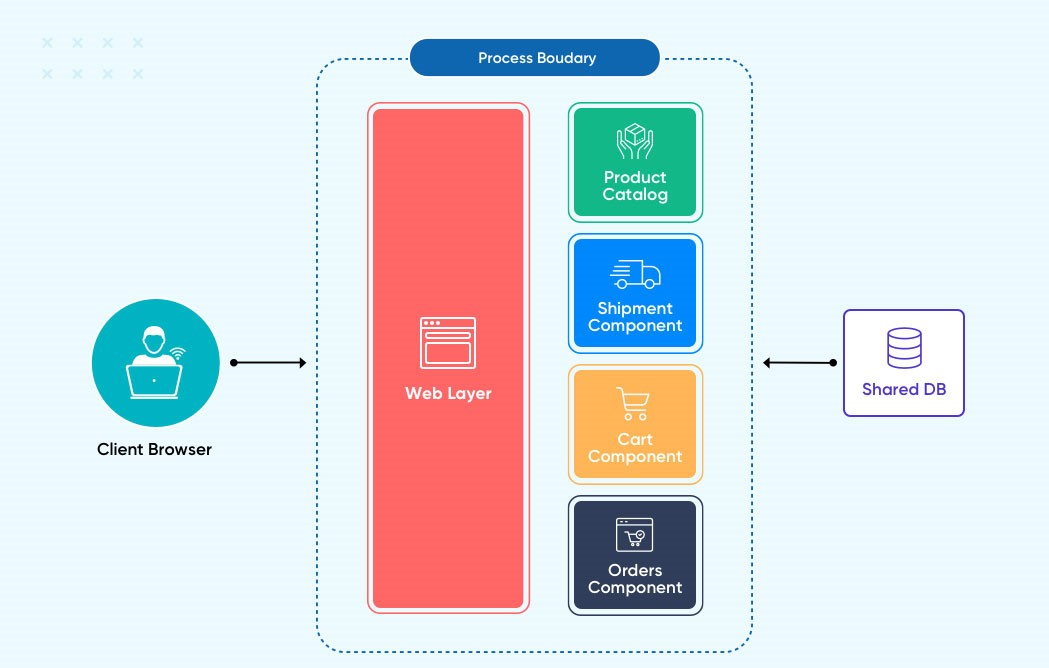 Process Boudary
Product
Catalog
Shipment
Component
Web Layer
Shared DB
Cart
Component
Client Browser
Orders
Component